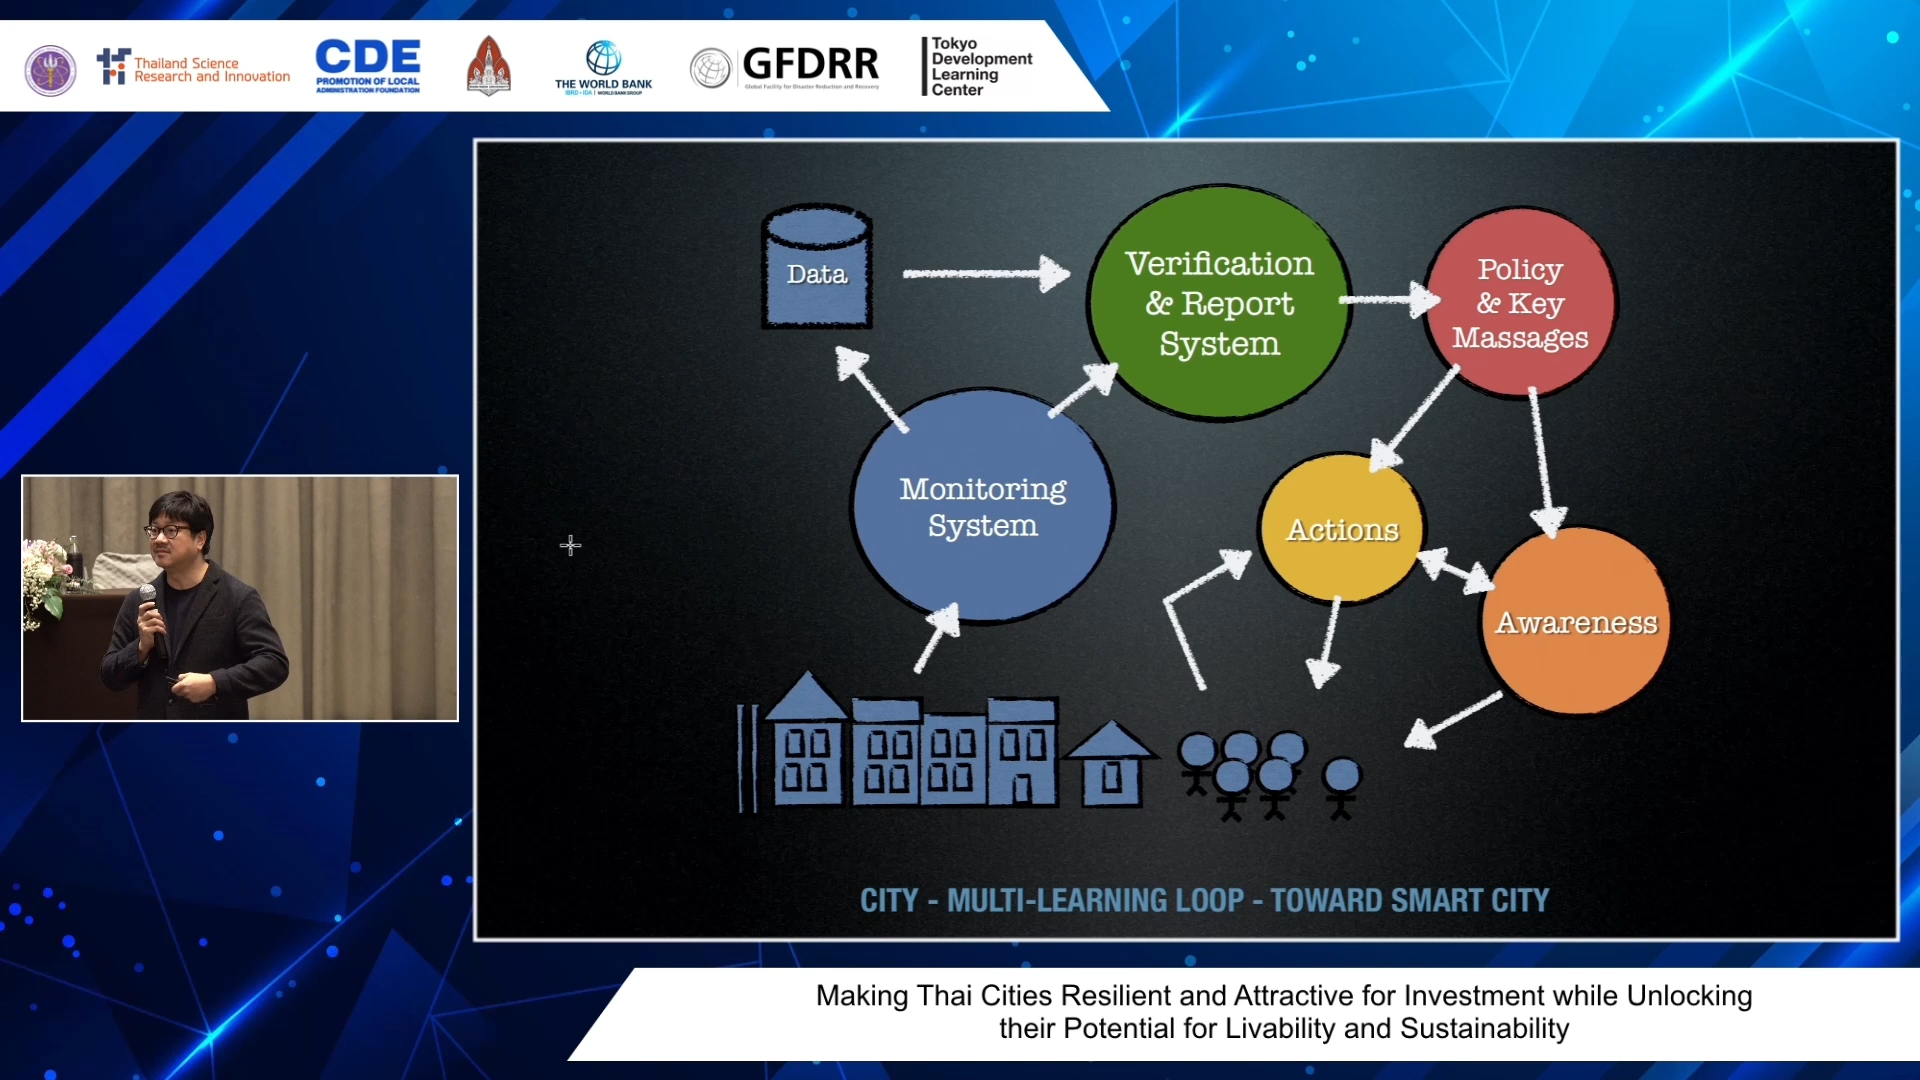 Thailand Science
Research and Innovation
CDE
PROMOTION OF LOCAL
ADMINISTRATION FOUNDATION
THE WORLD BANK
IBRD • IDA | WORLD BANK GROUP
GFDRR
Global Facility for Disaster Reduction and Recovery
Tokyo
Development
Learning
Center
Data
Verification
& Report
System
Policy
& Key
Massages
Monitoring
System
Actions
Awareness
CITY - MULTI-LEARNING LOOP - TOWARD SMART CITY
Making Thai Cities Resilient and Attractive for Investment while Unlocking
their Potential for Livability and Sustainability